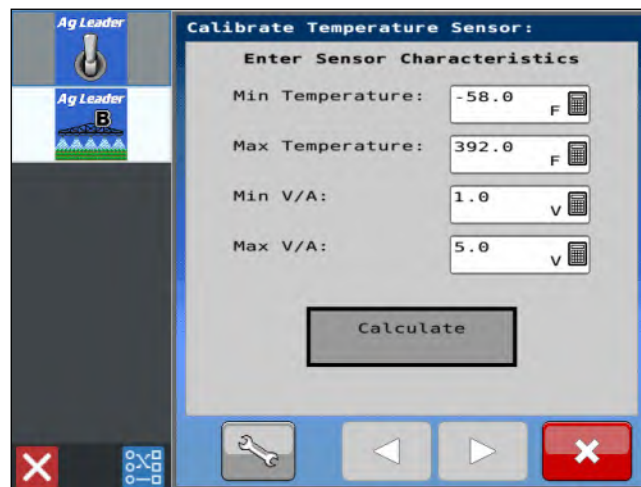 Ag Leader
Ag Leader
B
Calibrate Temperature Sensor:
Enter Sensor Characteristics
Min Temperature: -58.0 F
Max Temperature: 392.0 F
Min V/A: 1.0 V
Max V/A: 5.0 V
Calculate